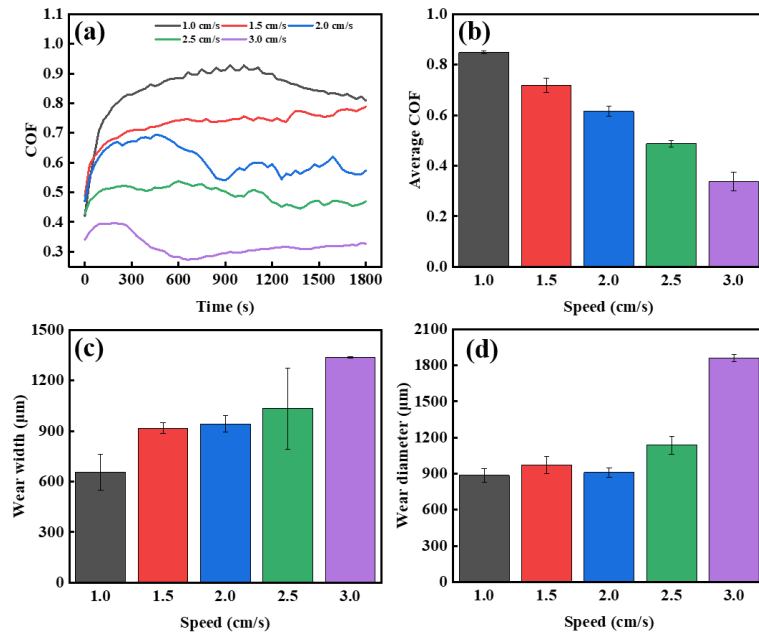 (a)
1.0 cm/s 1.5 cm/s 2.0 cm/s
2.5 cm/s 3.0 cm/s
1.1
1.0
0.9
0.8
0.7
0.6
0.5
0.4
0.3
COF
0 300 600 900 1200 1500 1800
Time (s)
(b)
1.0
0.8
0.6
0.4
0.2
0.0
Average COF
1.0 1.5 2.0 2.5 3.0
Speed (cm/s)
(c)
1500
1200
900
600
300
0
Wear width (μm)
1.0 1.5 2.0 2.5 3.0
Speed (cm/s)
(d)
2100
1800
1500
1200
900
600
300
0
Wear diameter (μm)
1.0 1.5 2.0 2.5 3.0
Speed (cm/s)